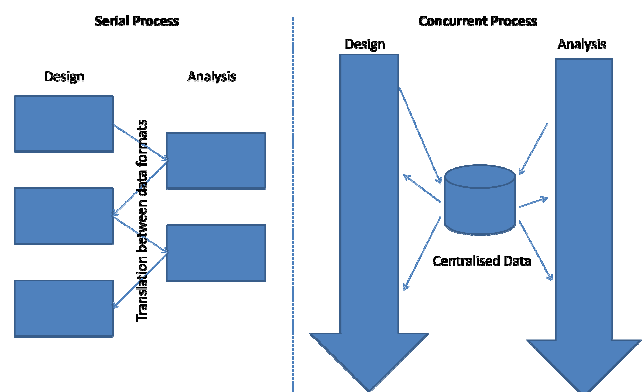 Serial Process
Design
Analysis
Translation between data formats
Concurrent Process
Design
Analysis
Centralised Data